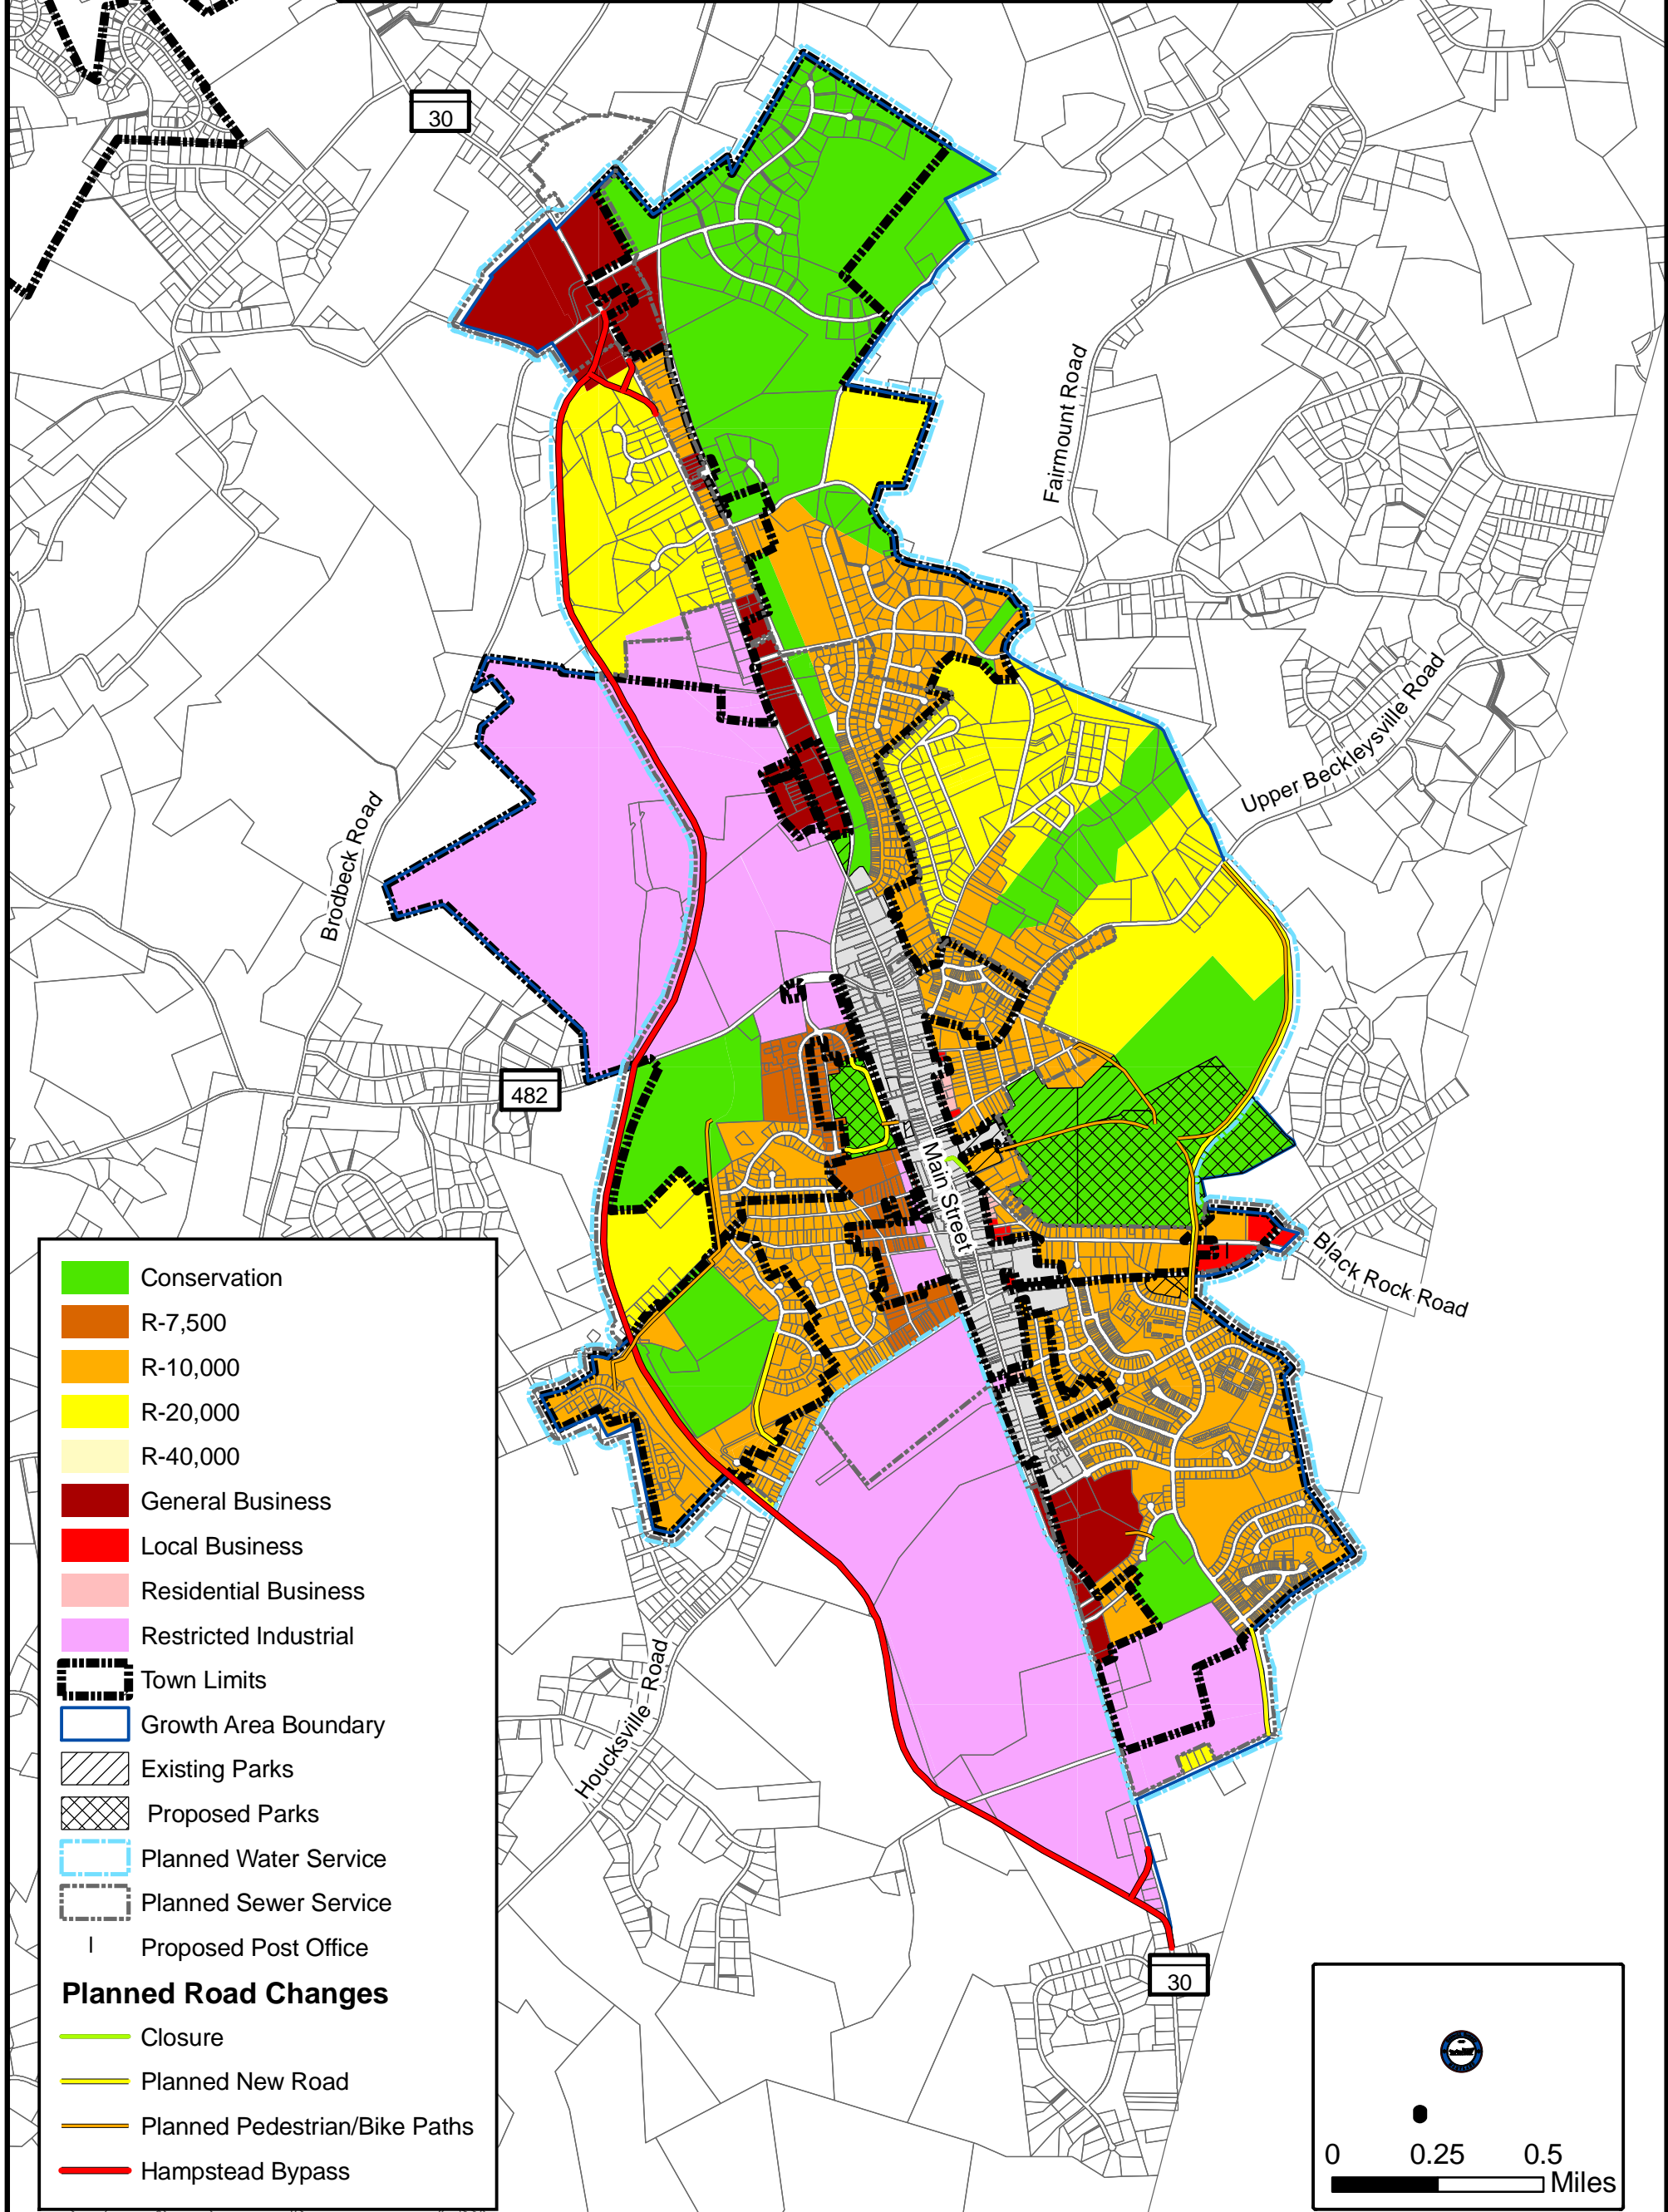 30
Fairmount Road
Upper Beckleysville Road
Brodbeck Road
482
Main Street
Black Rock Road
Conservation
R-7,500
R-10,000
R-20,000
R-40,000
General Business
Local Business
Residential Business
Restricted Industrial
Town Limits
Growth Area Boundary
Existing Parks
Proposed Parks
Planned Water Service
Planned Sewer Service
Proposed Post Office
Planned Road Changes
Closure
Planned New Road
Planned Pedestrian/Bike Paths
Hampstead Bypass
Houcksville Road
30
0 0.25 0.5
Miles